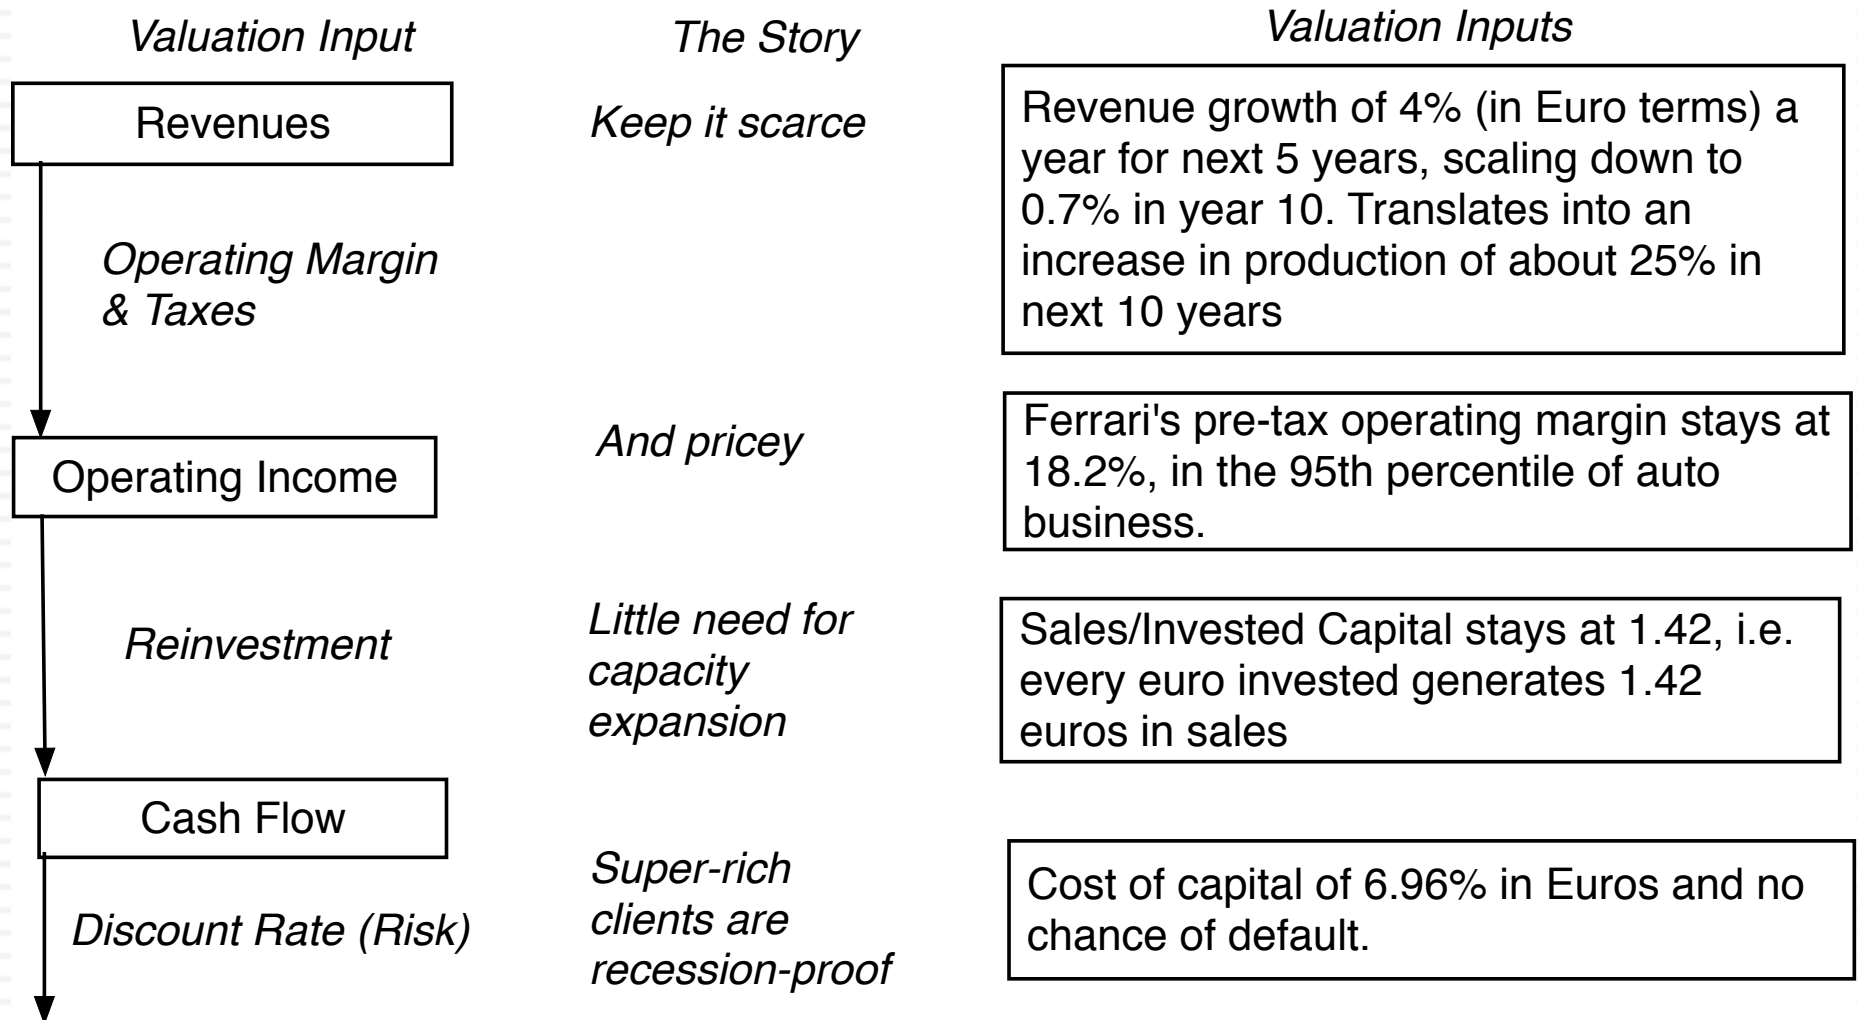 Valuation Input
The Story
Valuation Inputs
Revenues
Keep it scarce
Revenue growth of 4% (in Euro terms) a
year for next 5 years, scaling down to
0.7% in year 10. Translates into an
increase in production of about 25% in
next 10 years
Operating Margin
& Taxes
Operating Income
And pricey
Ferrari's pre-tax operating margin stays at
18.2%, in the 95th percentile of auto
business.
Reinvestment
Little need for
capacity
expansion
Sales/Invested Capital stays at 1.42, i.e.
every euro invested generates 1.42
euros in sales
Cash Flow
Discount Rate (Risk)
Super-rich
clients are
recession-proof
Cost of capital of 6.96% in Euros and no
chance of default.